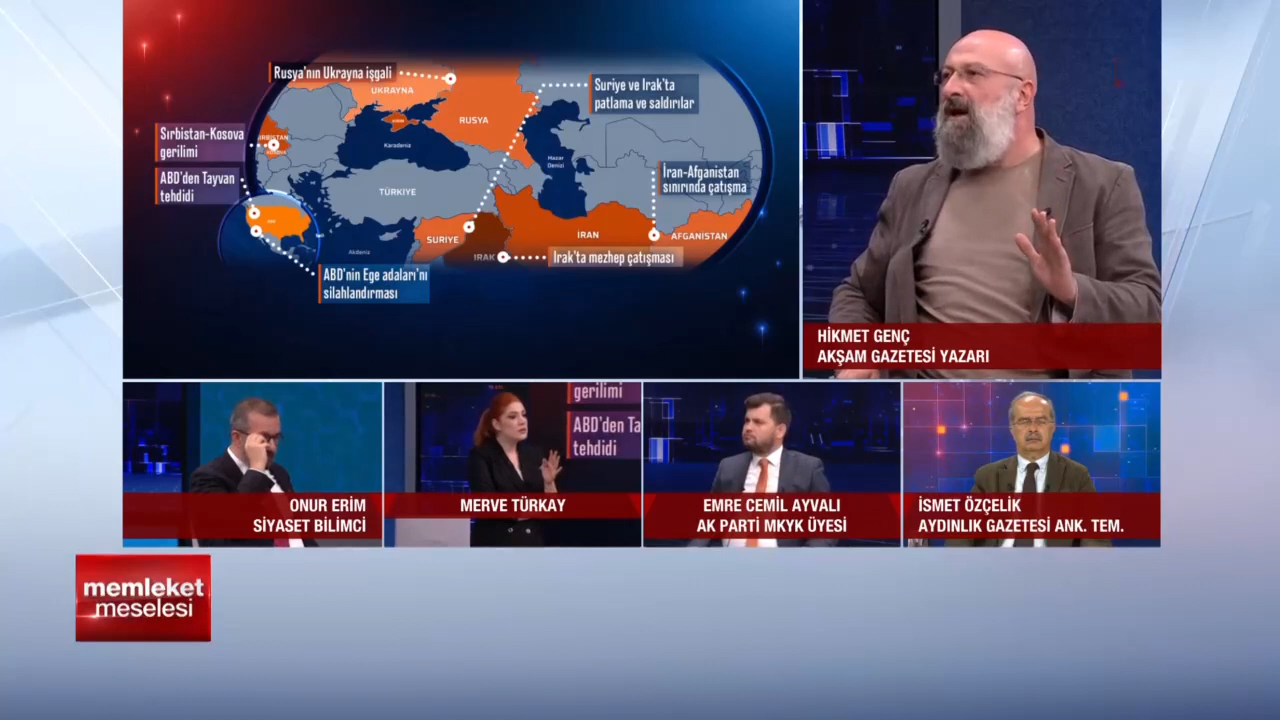 Rusya'nın Ukrayna işgali
UKRAYNA
KIRIM
RUSYA
Suriye ve Irak'ta
patlama ve saldırılar
Sırbistan-Kosova
gerilimi
Karadeniz
Hazar
Denizi
ABD'den Tayvan
tehdidi
TÜRKİYE
İran-Afganistan
sınırında çatışma
Akdeniz
SURİYE
IRAK
İRAN
AFGANİSTAN
Irak'ta mezhep çatışması
ABD'nin Ege adaları'nı
silahlandırması
HİKMET GENÇ
AKŞAM GAZETESİ YAZARI
gerilimi
ABD'den Ta
tehdidi
ONUR ERİM
SİYASET BİLİMCİ
MERVE TÜRKAY
EMRE CEMİL AYVALI
AK PARTİ MKYK ÜYESİ
İSMET ÖZÇELİK
AYDINLIK GAZETESİ ANK. TEM.
memleket
meselesi